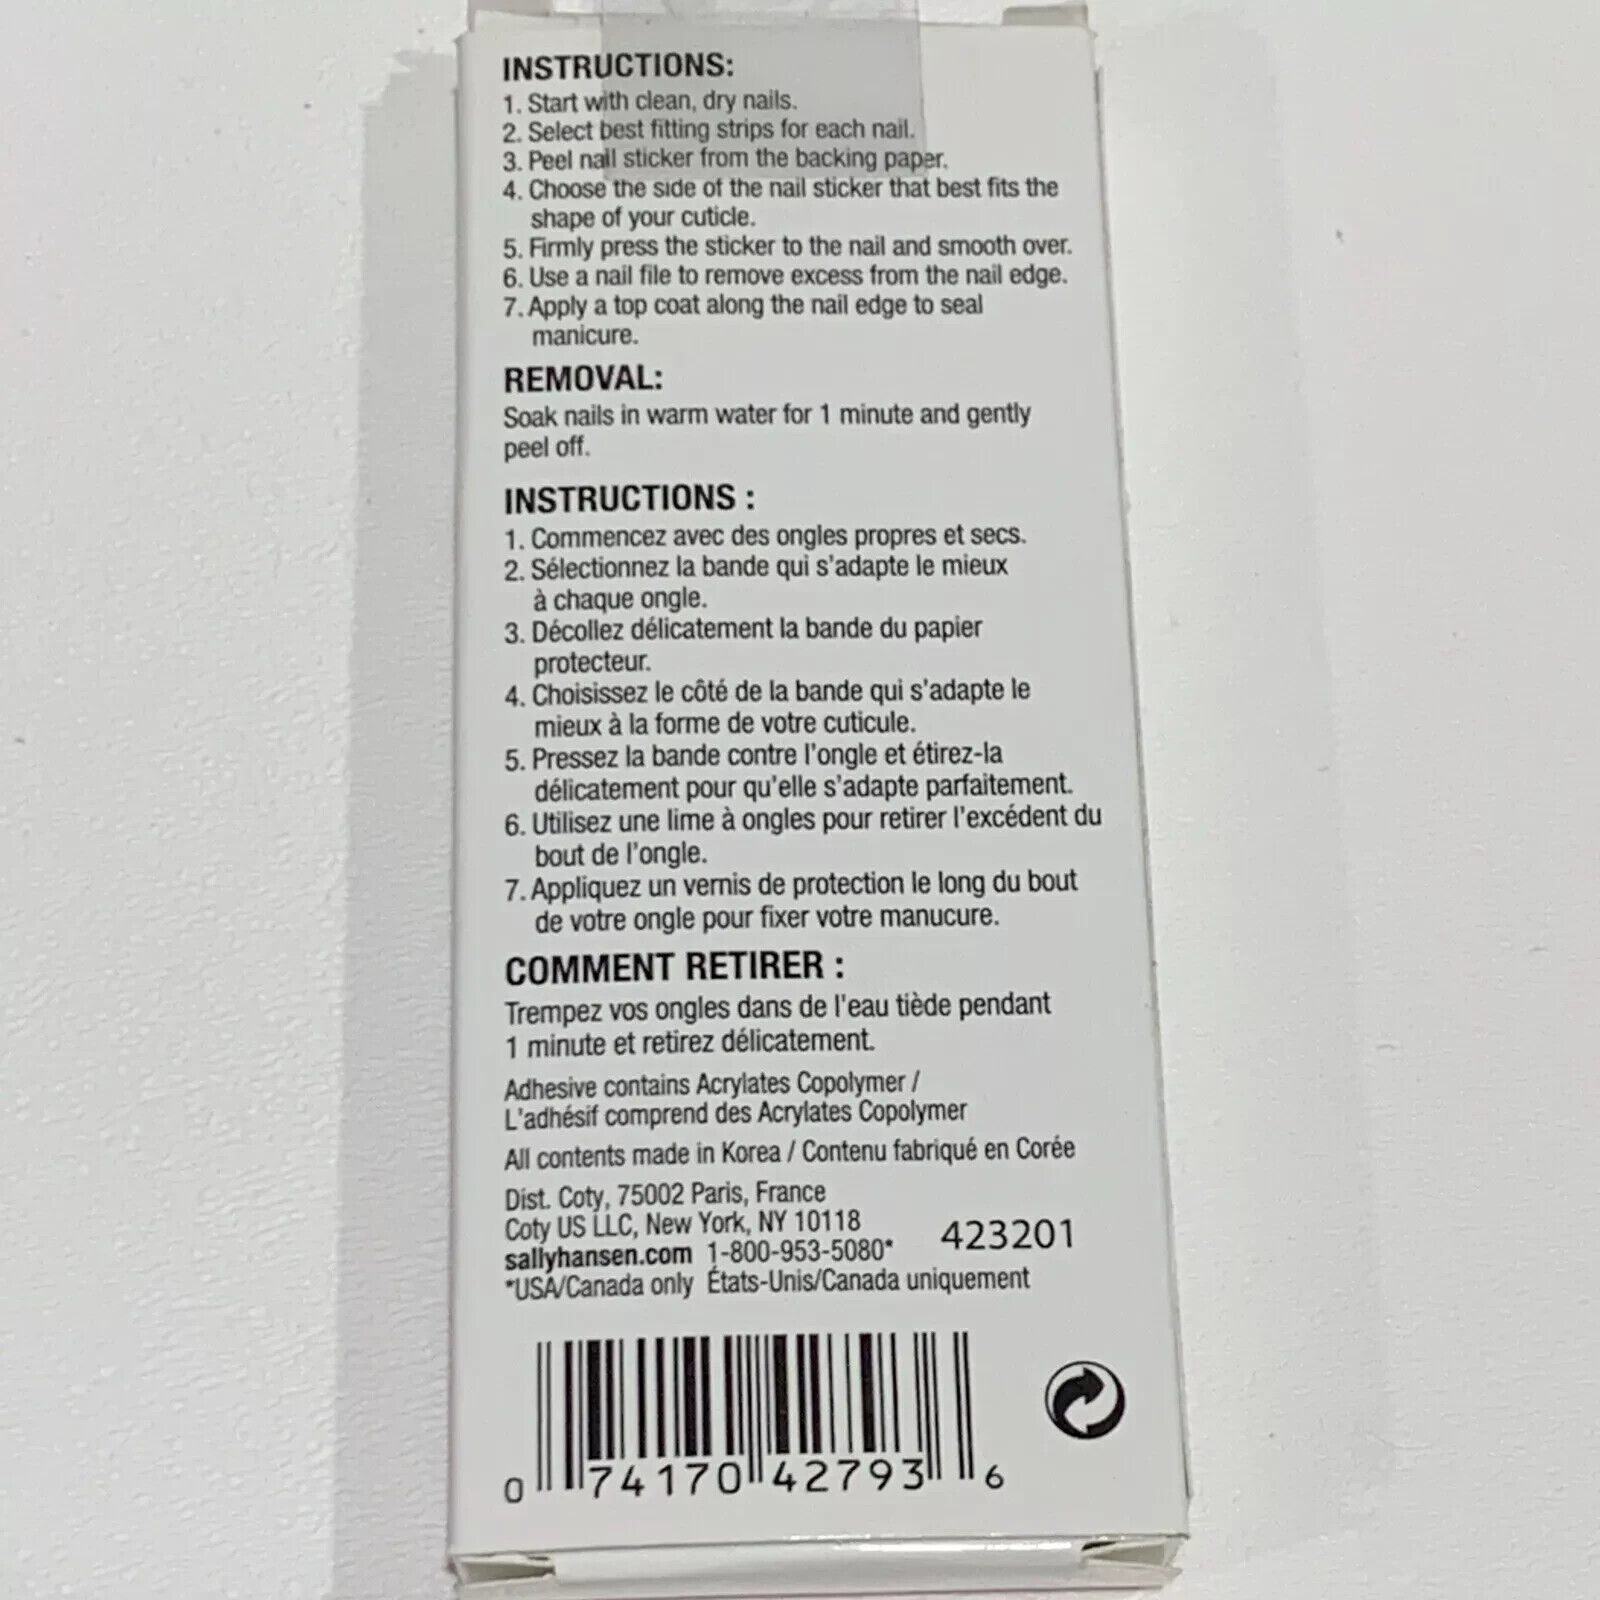 INSTRUCTIONS:
1. Start with clean, dry nails.
2. Select best fitting strips for each nail.
3. Peel nail sticker from the backing paper.
4. Choose the side of the nail sticker that best fits the
shape of your cuticle.
5. Firmly press the sticker to the nail and smooth over.
6. Use a nail file to remove excess from the nail edge.
7. Apply a top coat along the nail edge to seal
manicure.
REMOVAL:
Soak nails in warm water for 1 minute and gently
peel off.
INSTRUCTIONS :
1. Commencez avec des ongles propres et secs.
2. Sélectionnez la bande qui s'adapte le mieux
à chaque ongle.
3. Décollez délicatement la bande du papier
protecteur.
4. Choisissez le côté de la bande qui s'adapte le
mieux à la forme de votre cuticule.
5. Pressez la bande contre l'ongle et étirez-la
délicatement pour qu'elle s'adapte parfaitement.
6. Utilisez une lime à ongles pour retirer l'excédent du
bout de l'ongle.
7. Appliquez un vernis de protection le long du bout
de votre ongle pour fixer votre manucure.
COMMENT RETIRER :
Trempez vos ongles dans de l'eau tiède pendant
1 minute et retirez délicatement.
Adhesive contains Acrylates Copolymer /
L'adhésif comprend des Acrylates Copolymer
All contents made in Korea / Contenu fabriqué en Corée
Dist. Coty, 75002 Paris, France
Coty US LLC, New York, NY 10118
sallyhansen.com 1-800-953-5080*
423201
*USA/Canada only États-Unis/Canada uniquement
0 74170 42793 6